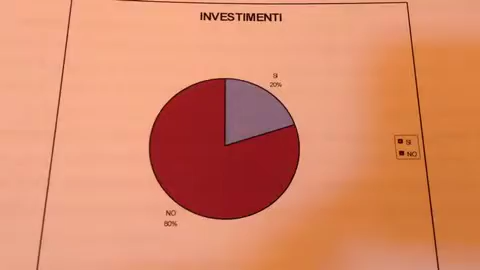 INVESTIMENTI
SI
20%
NO
80%
SI
NO